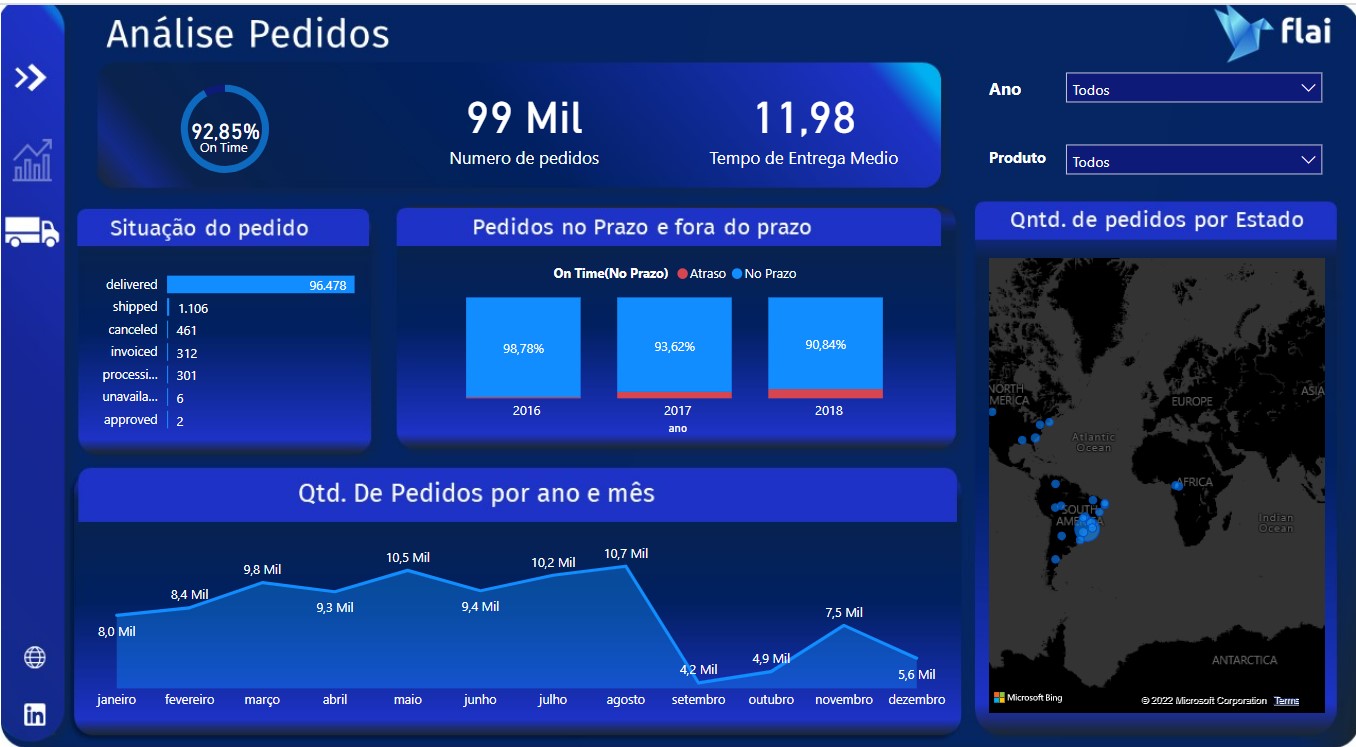 Análise Pedidos
flai
92,85%
On Time
99 Mil
Numero de pedidos
11,98
Tempo de Entrega Medio
Ano
Todos
Produto
Todos
Situação do pedido
delivered 96.478
shipped 1.106
canceled 461
invoiced 312
processi... 301
unavaila... 6
approved 2
Pedidos no Prazo e fora do prazo
On Time(No Prazo) Atraso No Prazo
98,78% 93,62% 90,84%
2016 2017 2018
ano
Qntd. de pedidos por Estado
NORTH
AMERICA
EUROPE
ASIA
Atlantic
Ocean
AFRICA
SOUTH
AMERICA
Indian
Ocean
ANTARCTICA
Microsoft Bing
© 2022 Microsoft Corporation Terms
Qtd. De Pedidos por ano e mês
8,0 Mil 8,4 Mil 9,8 Mil 9,3 Mil 10,5 Mil 9,4 Mil 10,2 Mil 10,7 Mil 4,2 Mil 4,9 Mil 7,5 Mil 5,6 Mil
janeiro fevereiro março abril maio junho julho agosto setembro outubro novembro dezembro
in